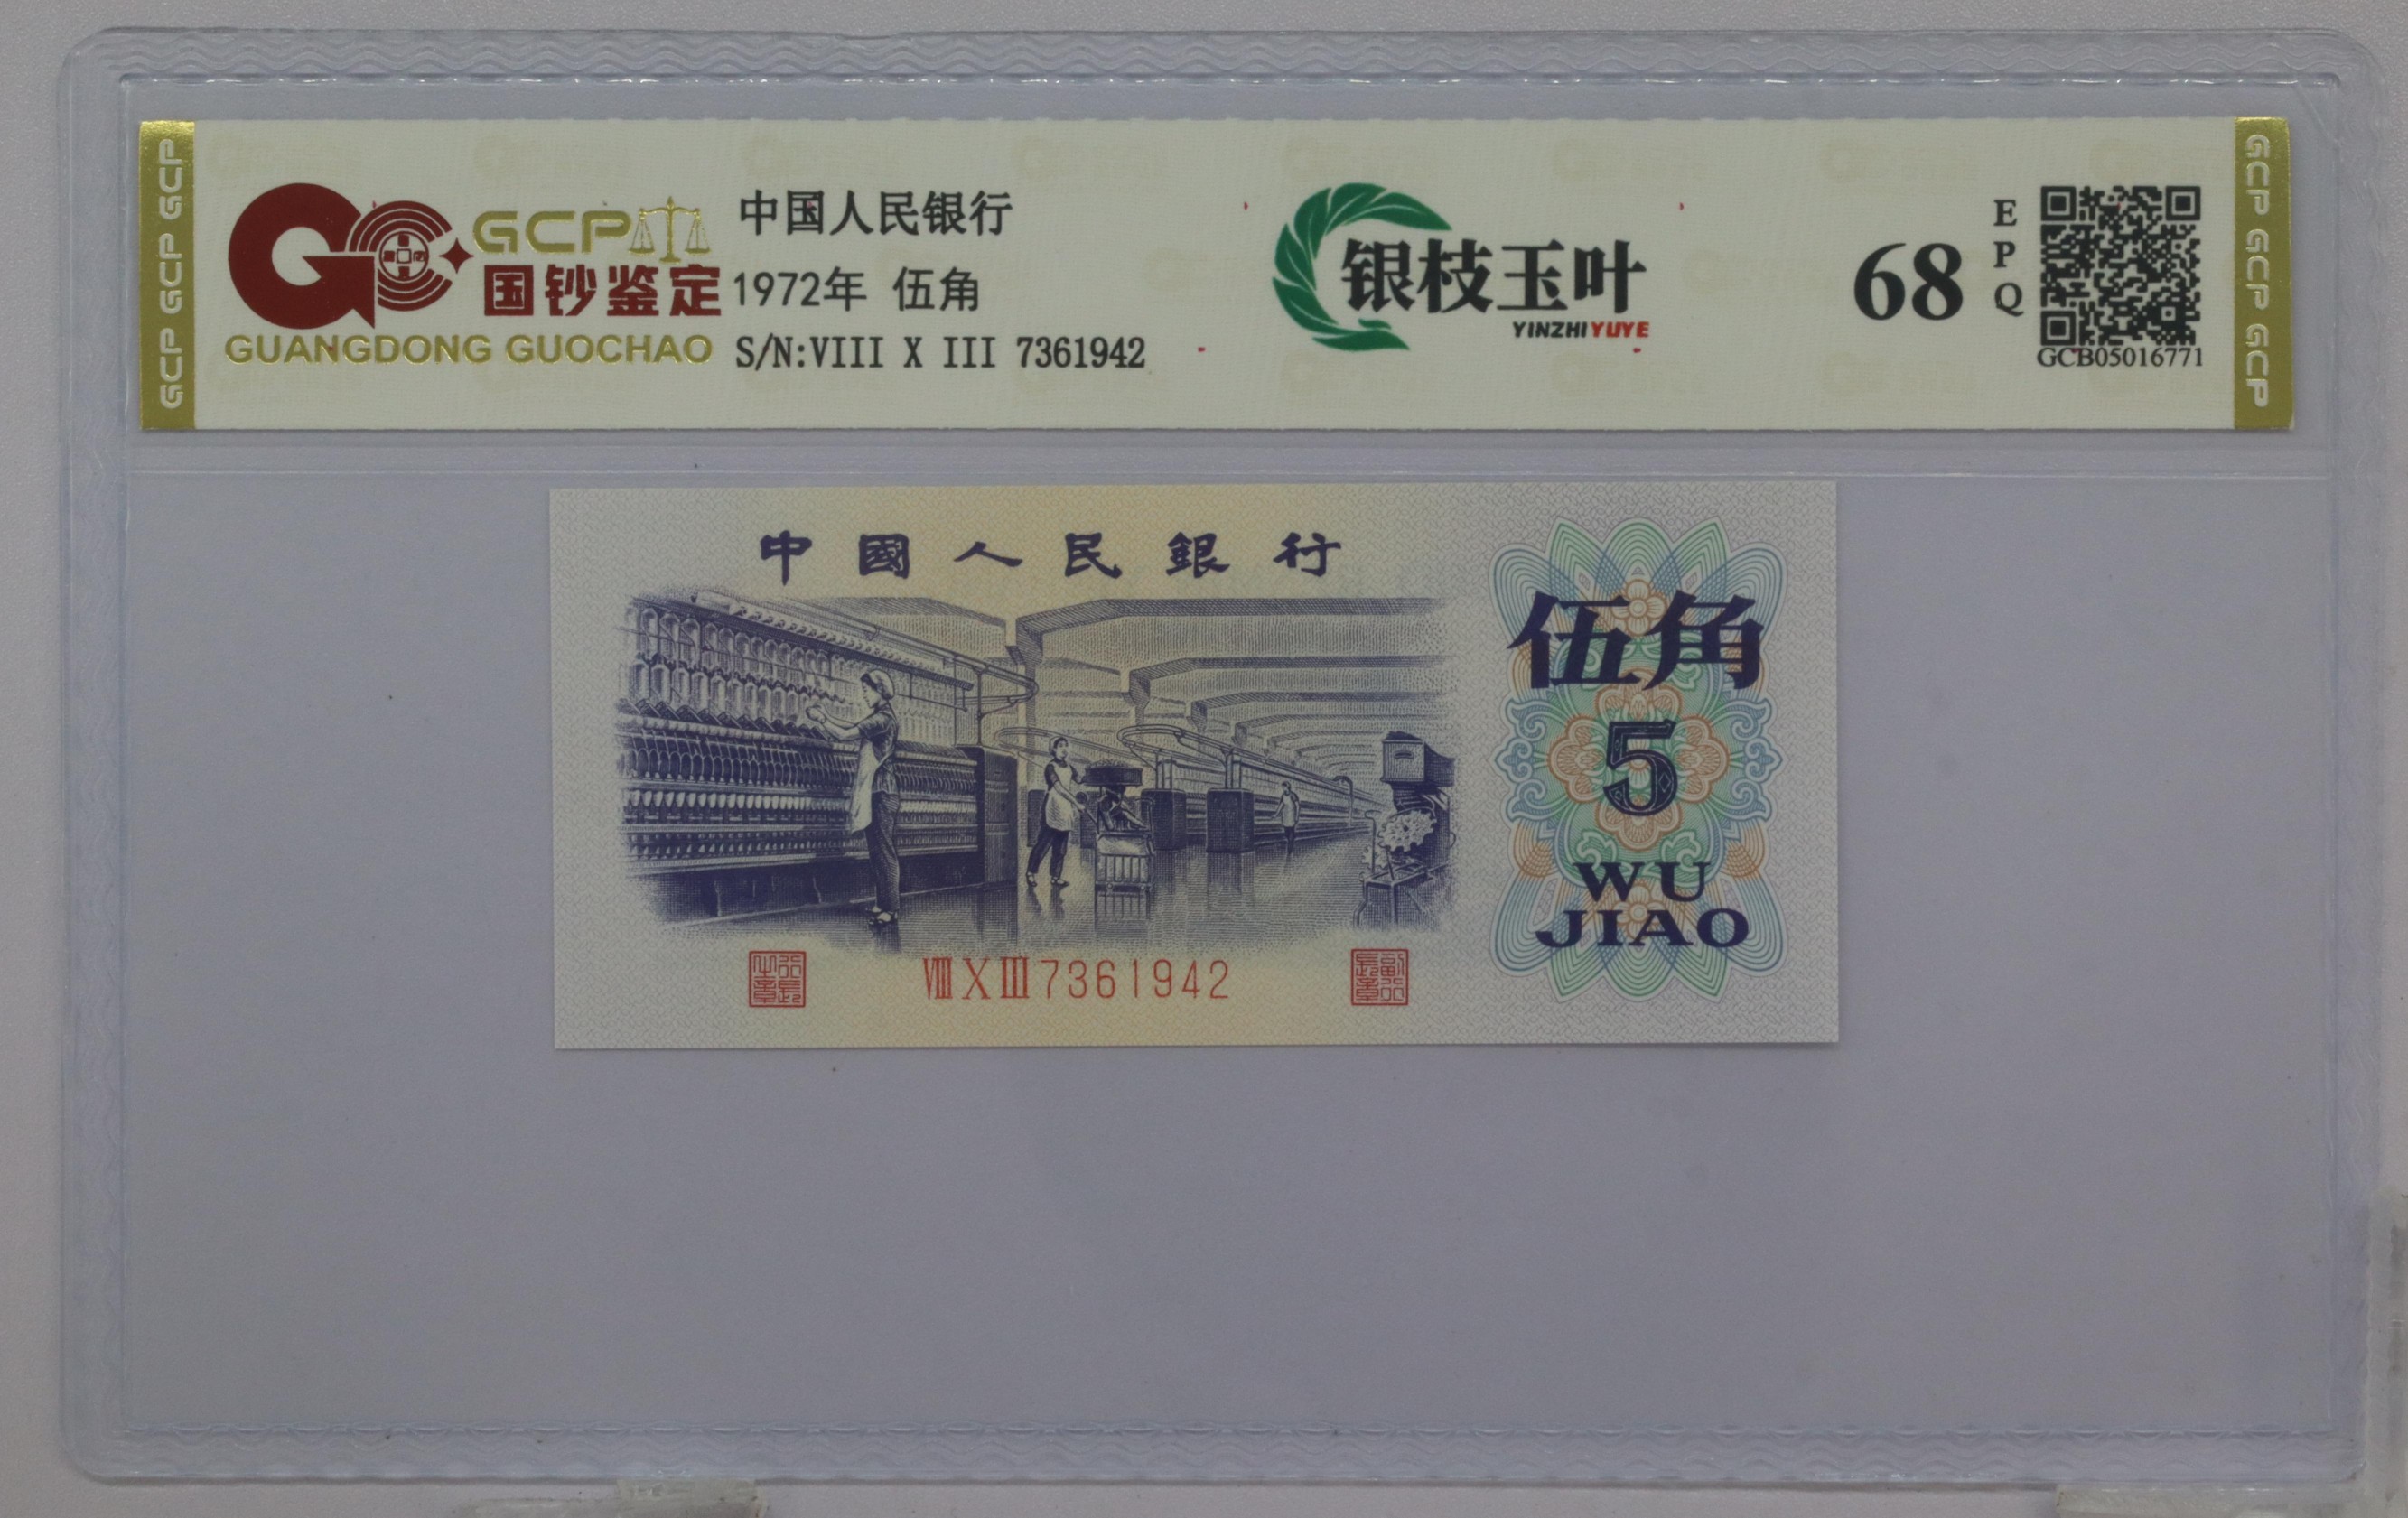 GCP GCP GCP
GCP
国钞鉴定
GUANGDONG GUOCHAO
中国人民银行
1972年 伍角
S/N:VIII X III 7361942
银枝玉叶
YINZHIYUYE
68
EPQ
GCB05016771
GCP GCP GCP
中國人民銀行
伍角
5
WU
JIAO
ⅧⅩⅢ7361942